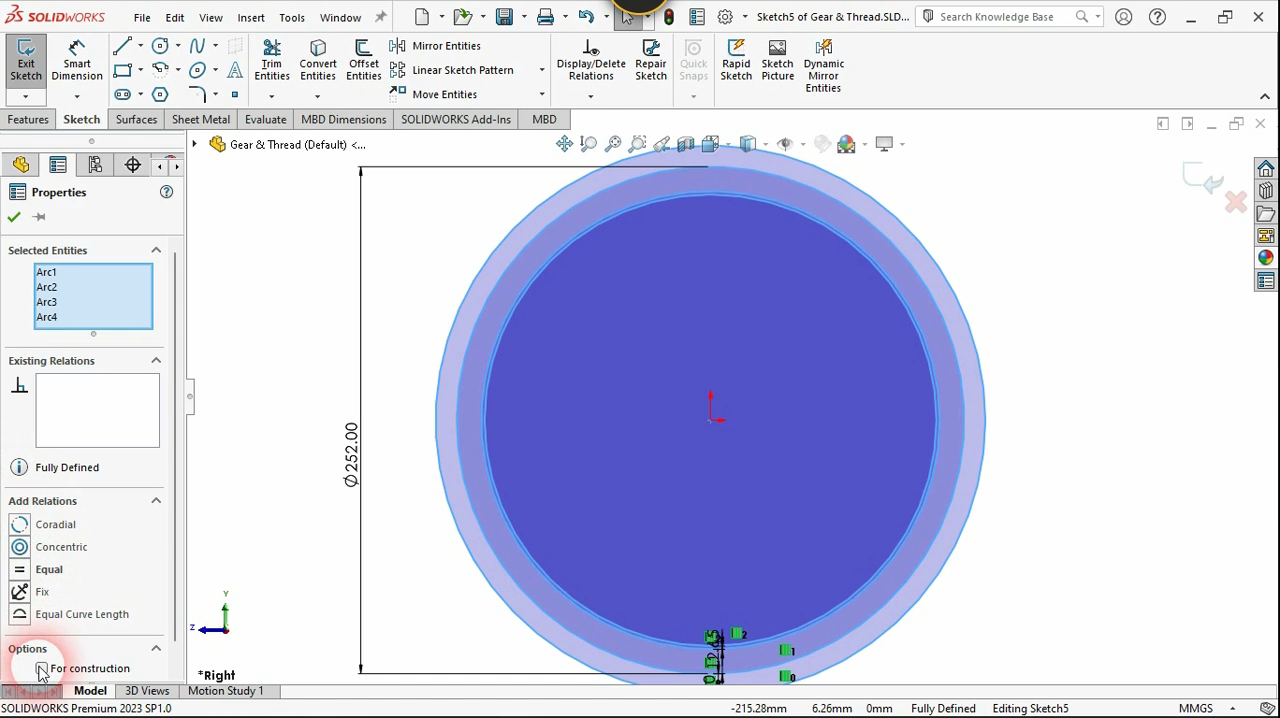 SOLIDWORKS File Edit View Insert Tools Window Sketch5 of Gear & Thread.SLD... Search Knowledge Base
Exit Sketch
Smart Dimension
Trim Entities
Convert Entities
Offset Entities
Mirror Entities
Linear Sketch Pattern
Move Entities
Display/Delete Relations
Repair Sketch
Quick Snaps
Rapid Sketch
Sketch Picture
Dynamic Mirror Entities
Features Sketch Surfaces Sheet Metal Evaluate MBD Dimensions SOLIDWORKS Add-Ins MBD
Gear & Thread (Default) <...
Properties
Selected Entities
Arc1
Arc2
Arc3
Arc4
Existing Relations
Fully Defined
Add Relations
Coradial
Concentric
Equal
Fix
Equal Curve Length
Options
For construction
Ø252.00
2
1
0
Y
Z
*Right
Model 3D Views Motion Study 1
SOLIDWORKS Premium 2023 SP1.0 -215.28mm 6.26mm 0mm Fully Defined Editing Sketch5 MMGS